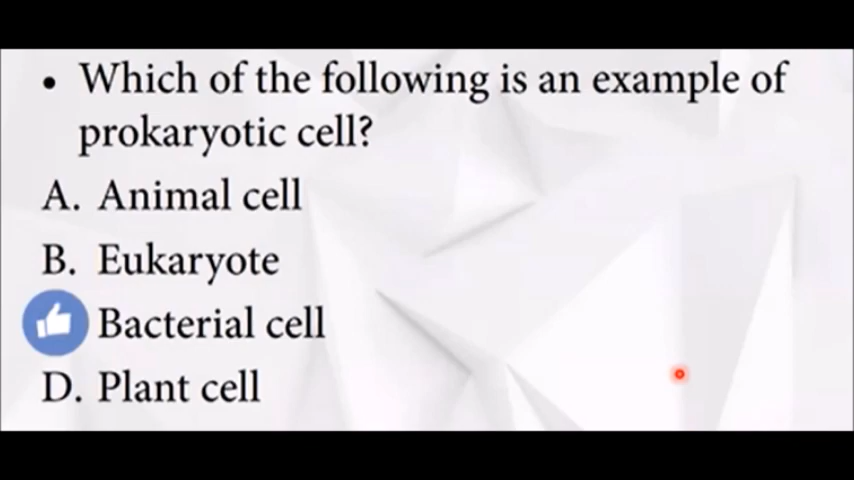 • Which of the following is an example of
prokaryotic cell?
A. Animal cell
B. Eukaryote
Bacterial cell
D. Plant cell